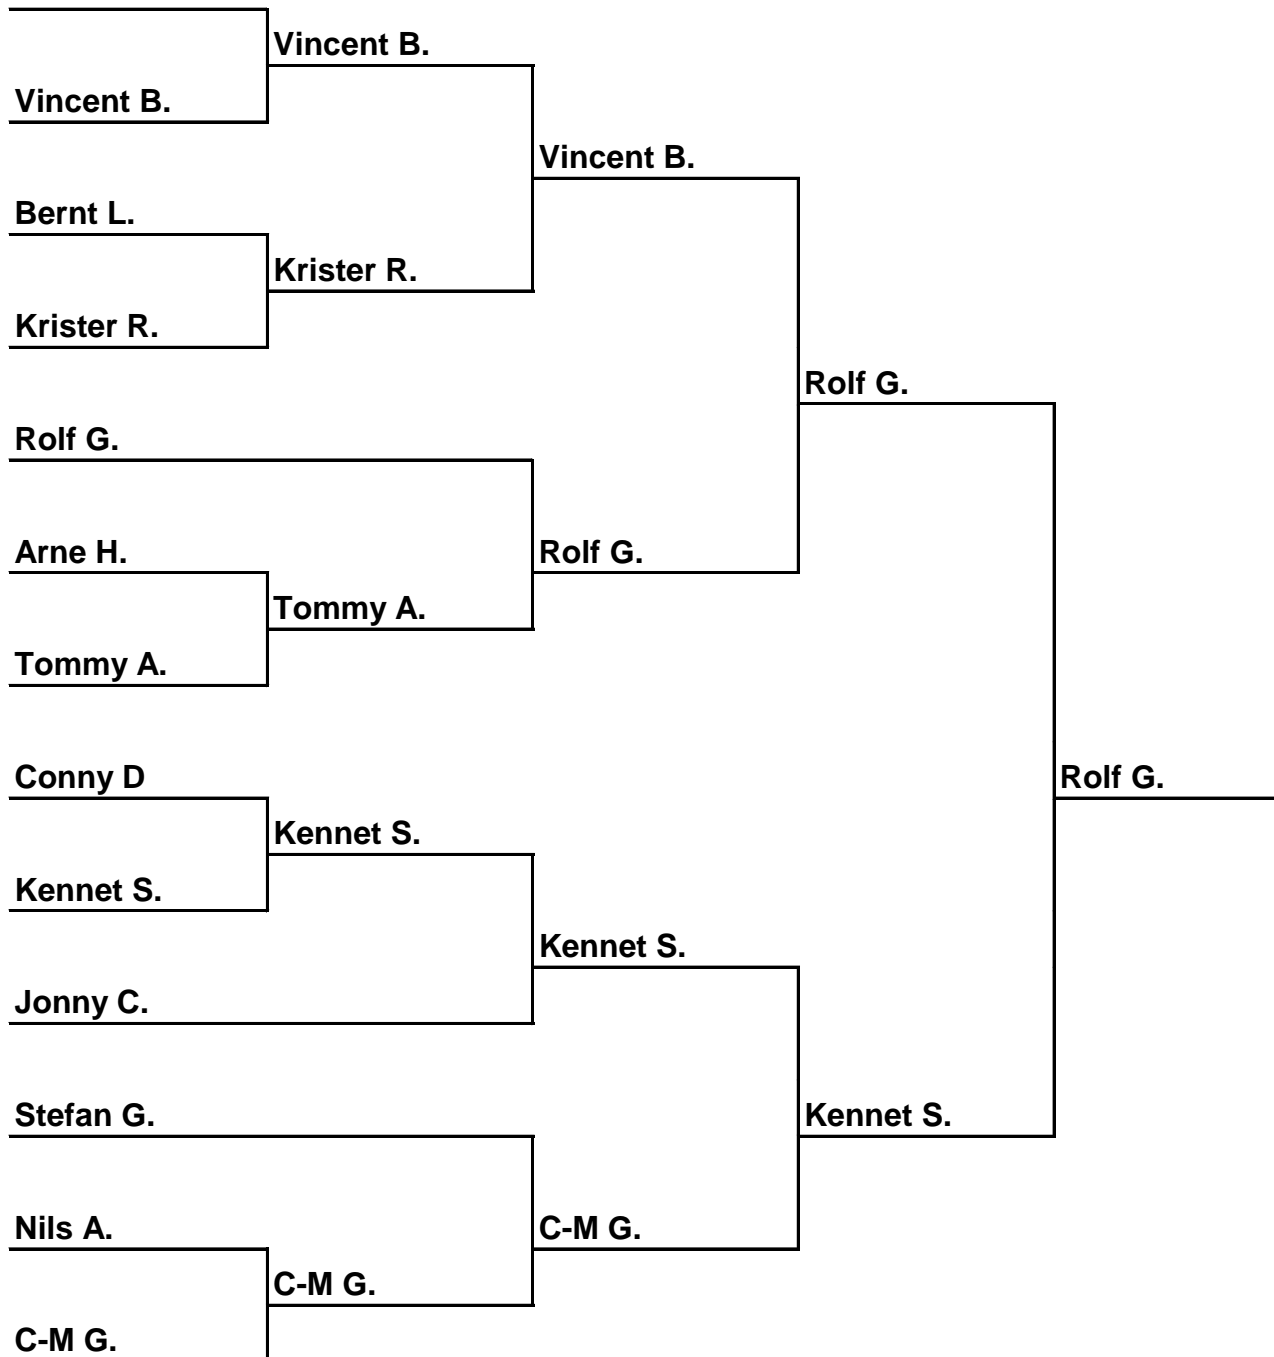 Vincent B.
Vincent B.
Vincent B.
Bernt L.
Krister R.
Krister R.
Rolf G.
Rolf G.
Arne H.
Rolf G.
Tommy A.
Tommy A.
Conny D
Rolf G.
Kennet S.
Kennet S.
Kennet S.
Jonny C.
Stefan G.
Kennet S.
Nils A.
C-M G.
C-M G.
C-M G.